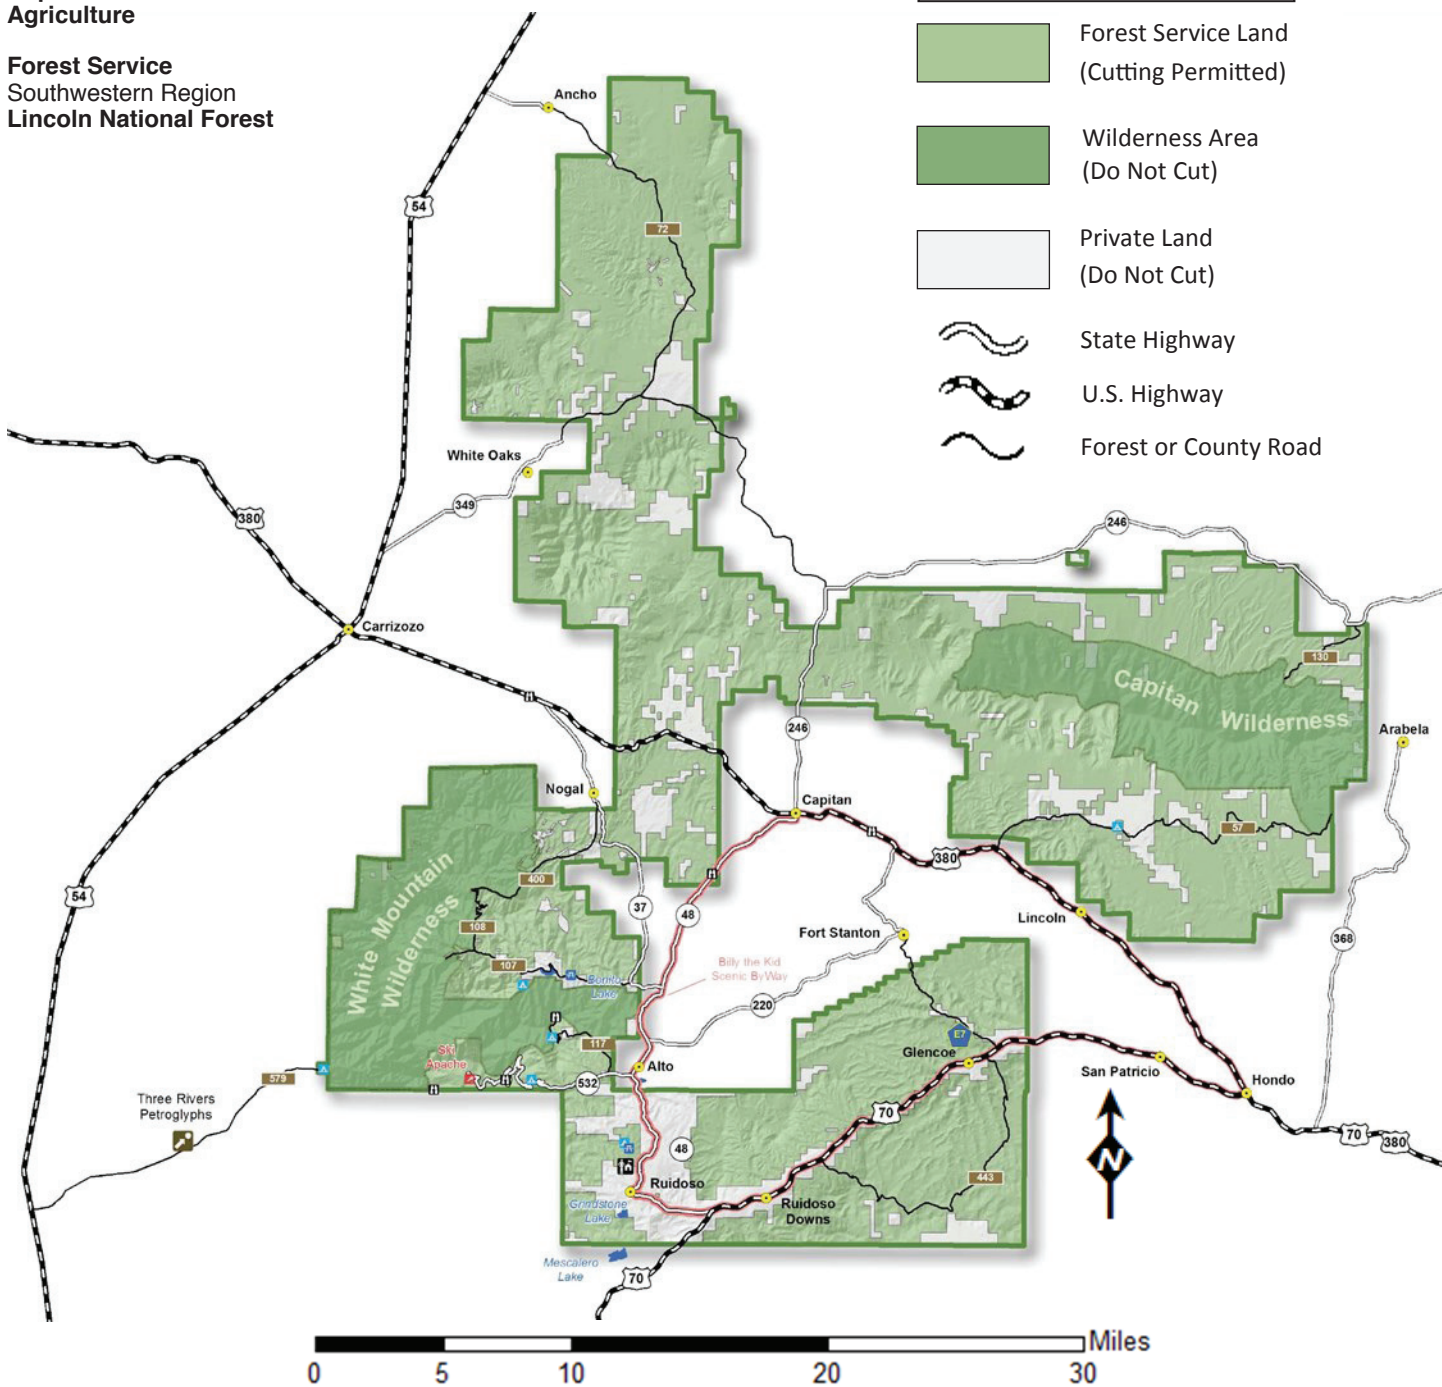 Agriculture
Forest Service
Southwestern Region
Lincoln National Forest
Forest Service Land
(Cutting Permitted)
Wilderness Area
(Do Not Cut)
Private Land
(Do Not Cut)
State Highway
U.S. Highway
Forest or County Road
Ancho
54
72
White Oaks
349
380
246
Carrizozo
130
Capitan Wilderness
246
Arabela
Nogal
Capitan
57
380
400
54
37
48
Lincoln
White Mountain
Wilderness
108
Fort Stanton
368
107
Billy the Kid
Scenic ByWay
Bonito
Lake
220
E7
117
Glencoe
Ski
Apache
Alto
San Patricio
579
532
Hondo
Three Rivers
Petroglyphs
70
70
380
48
N
443
Ruidoso
Grindstone
Lake
Ruidoso
Downs
Mescalero
Lake
70
Miles
0 5 10 20 30